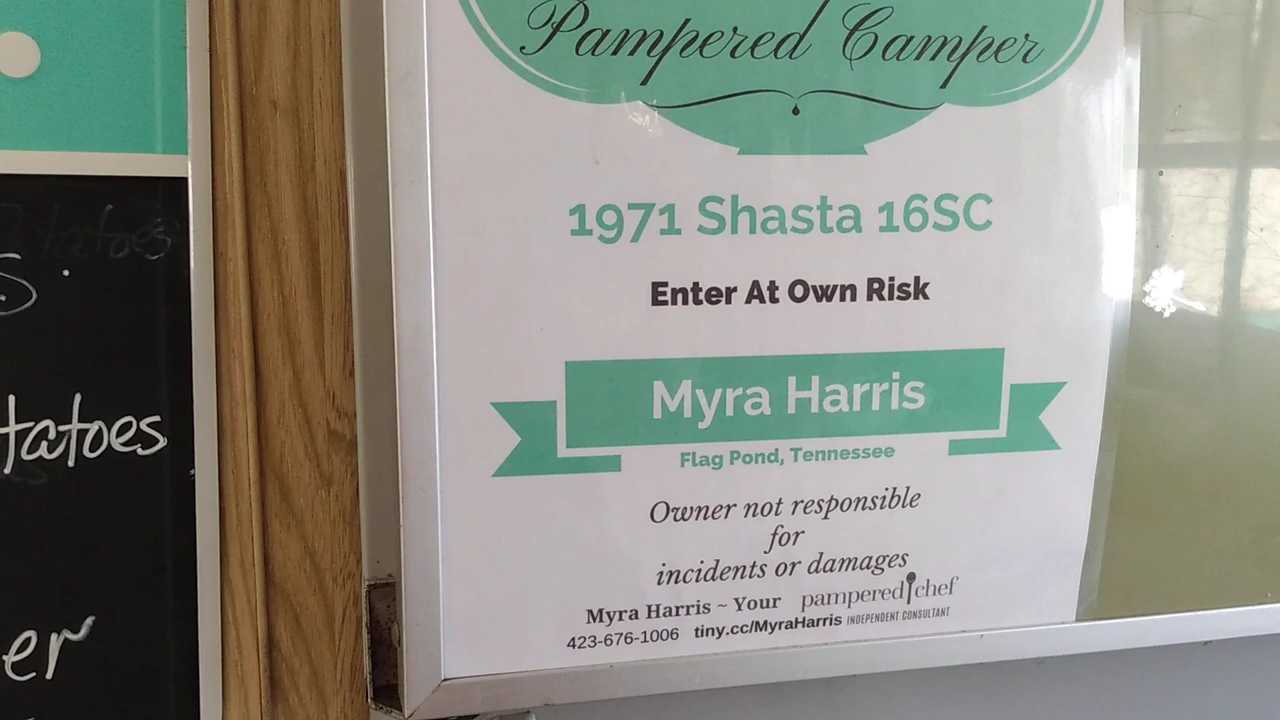 Pampered Camper
1971 Shasta 16SC
Enter At Own Risk
Myra Harris
Flag Pond, Tennessee
Owner not responsible
for
incidents or damages
Myra Harris ~ Your pampered chef
423-676-1006 tiny.cc/MyraHarris INDEPENDENT CONSULTANT
tatoes
s.
tatoes
er